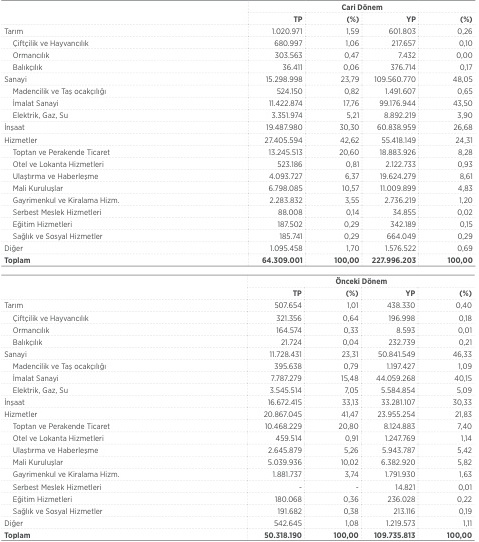 Cari Dönem
TP (%) YP (%)
Tarım 1.020.971 1,59 601.803 0,26
Çiftçilik ve Hayvancılık 680.997 1,06 217.657 0,10
Ormancılık 303.563 0,47 7.432 0,00
Balıkçılık 36.411 0,06 376.714 0,17
Sanayi 15.298.998 23,79 109.560.770 48,05
Madencilik ve Taş ocakçılığı 524.150 0,82 1.491.607 0,65
İmalat Sanayi 11.422.874 17,76 99.176.944 43,50
Elektrik, Gaz, Su 3.351.974 5,21 8.892.219 3,90
İnşaat 19.487.980 30,30 60.838.959 26,68
Hizmetler 27.405.594 42,62 55.418.149 24,31
Toptan ve Perakende Ticaret 13.245.513 20,60 18.883.926 8,28
Otel ve Lokanta Hizmetleri 523.186 0,81 2.122.733 0,93
Ulaştırma ve Haberleşme 4.093.727 6,37 19.624.279 8,61
Mali Kuruluşlar 6.798.085 10,57 11.009.899 4,83
Gayrimenkul ve Kiralama Hizm. 2.283.832 3,55 2.736.219 1,20
Serbest Meslek Hizmetleri 88.008 0,14 34.855 0,02
Eğitim Hizmetleri 187.502 0,29 342.189 0,15
Sağlık ve Sosyal Hizmetler 185.741 0,29 664.049 0,29
Diğer 1.095.458 1,70 1.576.522 0,69
Toplam 64.309.001 100,00 227.996.203 100,00
Önceki Dönem
TP (%) YP (%)
Tarım 507.654 1,01 438.330 0,40
Çiftçilik ve Hayvancılık 321.356 0,64 196.998 0,18
Ormancılık 164.574 0,33 8.593 0,01
Balıkçılık 21.724 0,04 232.739 0,21
Sanayi 11.728.431 23,31 50.841.549 46,33
Madencilik ve Taş ocakçılığı 395.638 0,79 1.197.427 1,09
İmalat Sanayi 7.787.279 15,48 44.059.268 40,15
Elektrik, Gaz, Su 3.545.514 7,05 5.584.854 5,09
İnşaat 16.672.415 33,13 33.281.107 30,33
Hizmetler 20.867.045 41,47 23.955.254 21,83
Toptan ve Perakende Ticaret 10.468.229 20,80 8.124.883 7,40
Otel ve Lokanta Hizmetleri 459.514 0,91 1.247.769 1,14
Ulaştırma ve Haberleşme 2.645.879 5,26 5.943.787 5,42
Mali Kuruluşlar 5.039.936 10,02 6.382.920 5,82
Gayrimenkul ve Kiralama Hizm. 1.881.737 3,74 1.791.930 1,63
Serbest Meslek Hizmetleri - - 14.821 0,01
Eğitim Hizmetleri 180.068 0,36 236.028 0,22
Sağlık ve Sosyal Hizmetler 191.682 0,38 213.116 0,19
Diğer 542.645 1,08 1.219.573 1,11
Toplam 50.318.190 100,00 109.735.813 100,00